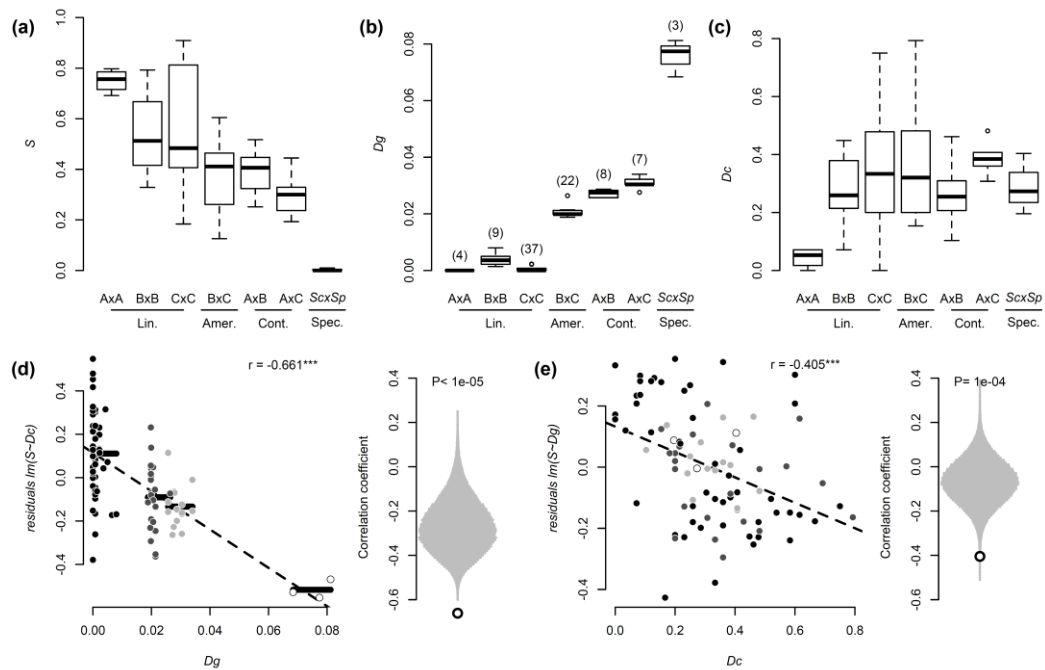 (a)
S
0.0 0.2 0.4 0.6 0.8 1.0
AxA BxB CxC BxC AxB AxC ScxSp
Lin. Amer. Cont. Spec.
(b)
Dg
0.00 0.02 0.04 0.06 0.08
(4) (9) (37) (22) (8) (7) (3)
AxA BxB CxC BxC AxB AxC ScxSp
Lin. Amer. Cont. Spec.
(c)
Dc
0.0 0.2 0.4 0.6 0.8
AxA BxB CxC BxC AxB AxC ScxSp
Lin. Amer. Cont. Spec.
(d)
r = -0.661***
residuals lm(S~Dc)
-0.4 -0.2 0.0 0.2 0.4
0.00 0.02 0.04 0.06 0.08
Dg
P< 1e-05
Correlation coefficient
-0.6 -0.4 -0.2 0.0 0.2 0.4
(e)
r = -0.405***
residuals lm(S~Dg)
-0.4 -0.2 0.0 0.2
0.0 0.2 0.4 0.6 0.8
Dc
P= 1e-04
Correlation coefficient
-0.6 -0.4 -0.2 0.0 0.2 0.4